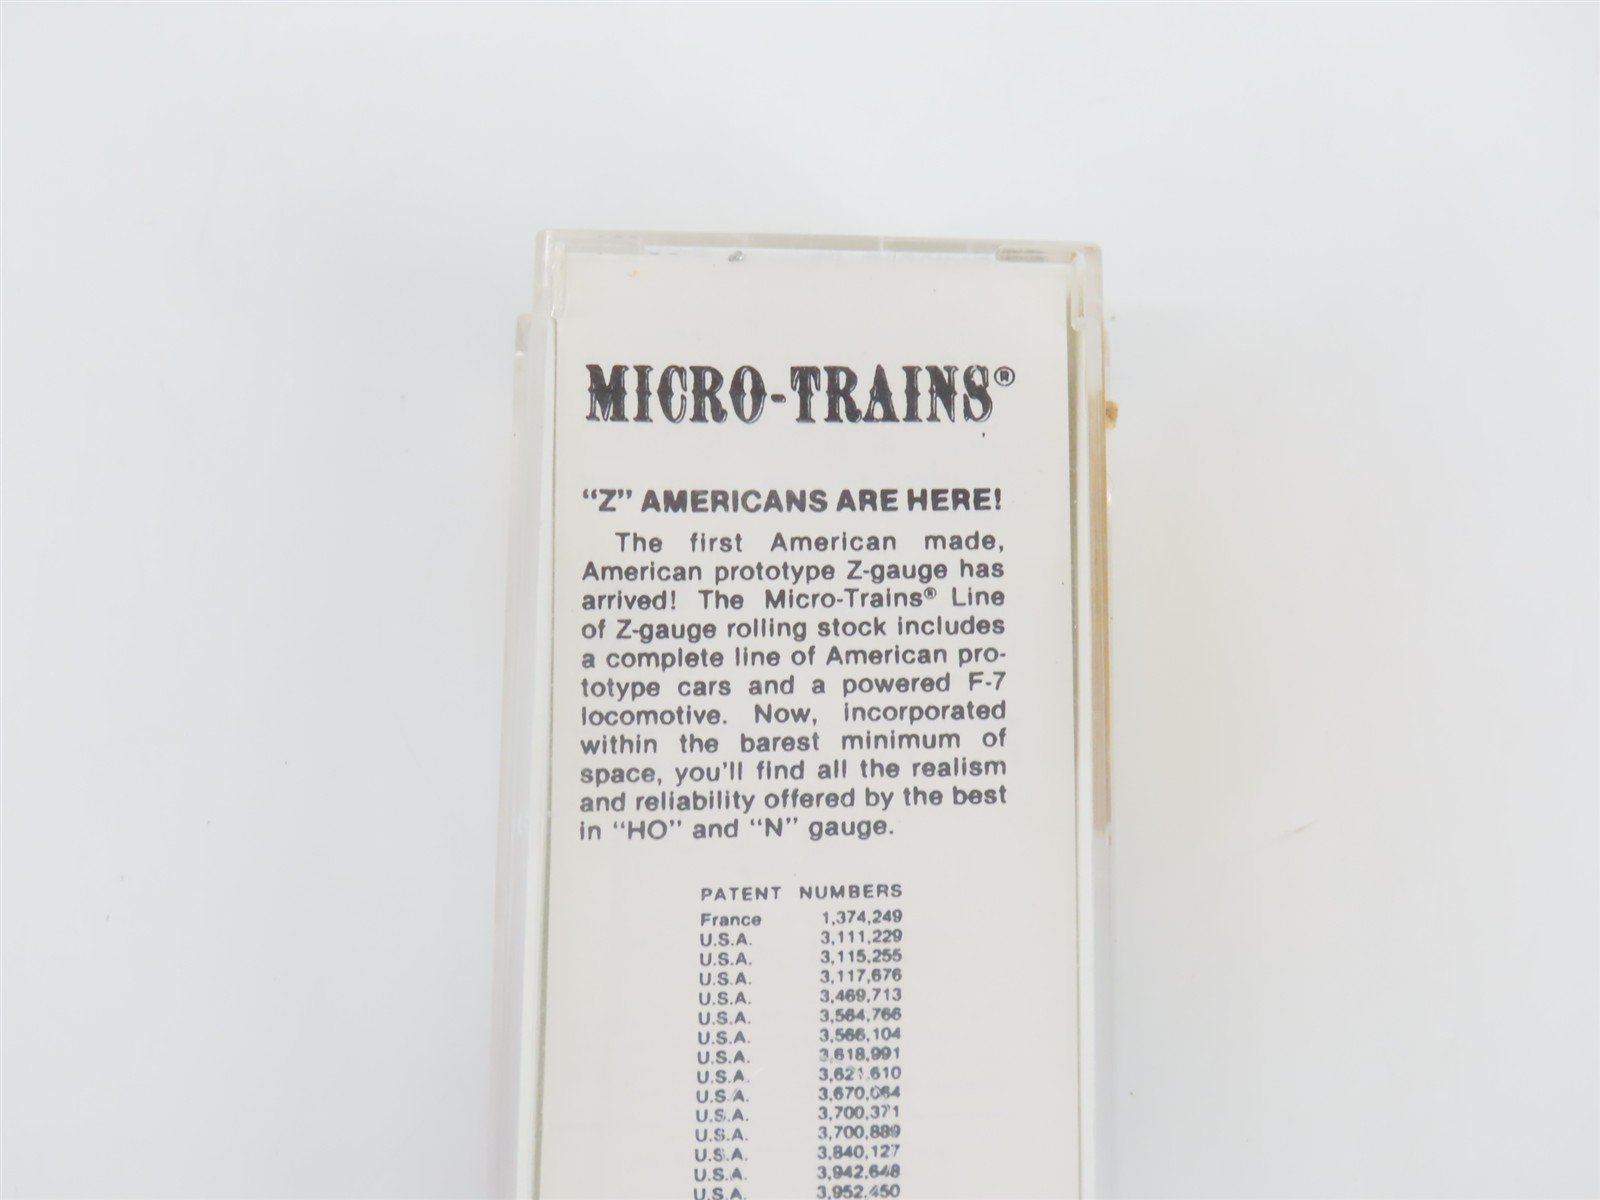 MICRO-TRAINS®
"Z" AMERICANS ARE HERE!
The first American made,
American prototype Z-gauge has
arrived! The Micro-Trains® Line
of Z-gauge rolling stock includes
a complete line of American pro-
totype cars and a powered F-7
locomotive. Now, incorporated
within the barest minimum of
space, you'll find all the realism
and reliability offered by the best
in "HO" and "N" gauge.
PATENT NUMBERS
France 1,374,249
U.S.A. 3,111,229
U.S.A. 3,115,255
U.S.A. 3,117,676
U.S.A. 3,469,713
U.S.A. 3,564,766
U.S.A. 3,566,104
U.S.A. 3,618,991
U.S.A. 3,621,610
U.S.A. 3,670,064
U.S.A. 3,700,371
U.S.A. 3,700,889
U.S.A. 3,840,127
U.S.A. 3,942,648
U.S.A. 3,952,450